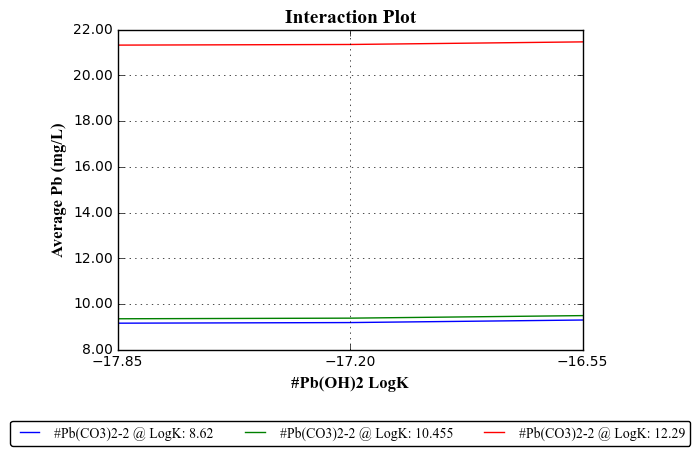 Interaction Plot
22.00
20.00
18.00
16.00
14.00
12.00
10.00
8.00
Average Pb (mg/L)
−17.85 −17.20 −16.55
#Pb(OH)2 LogK
#Pb(CO3)2-2 @ LogK: 8.62 #Pb(CO3)2-2 @ LogK: 10.455 #Pb(CO3)2-2 @ LogK: 12.29